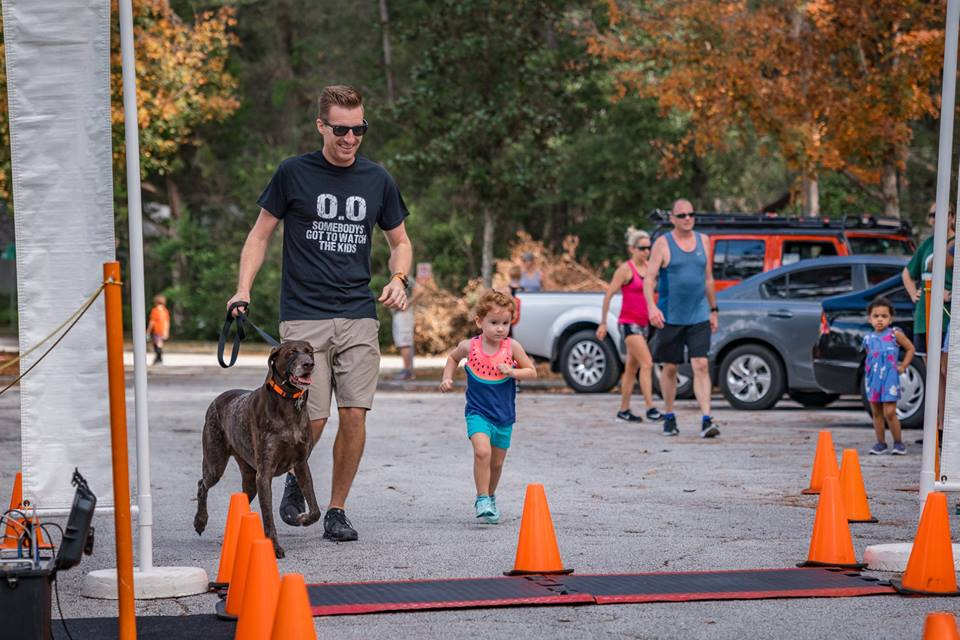 0.0
SOMEBODYS
GOT TO WATCH
THE KIDS